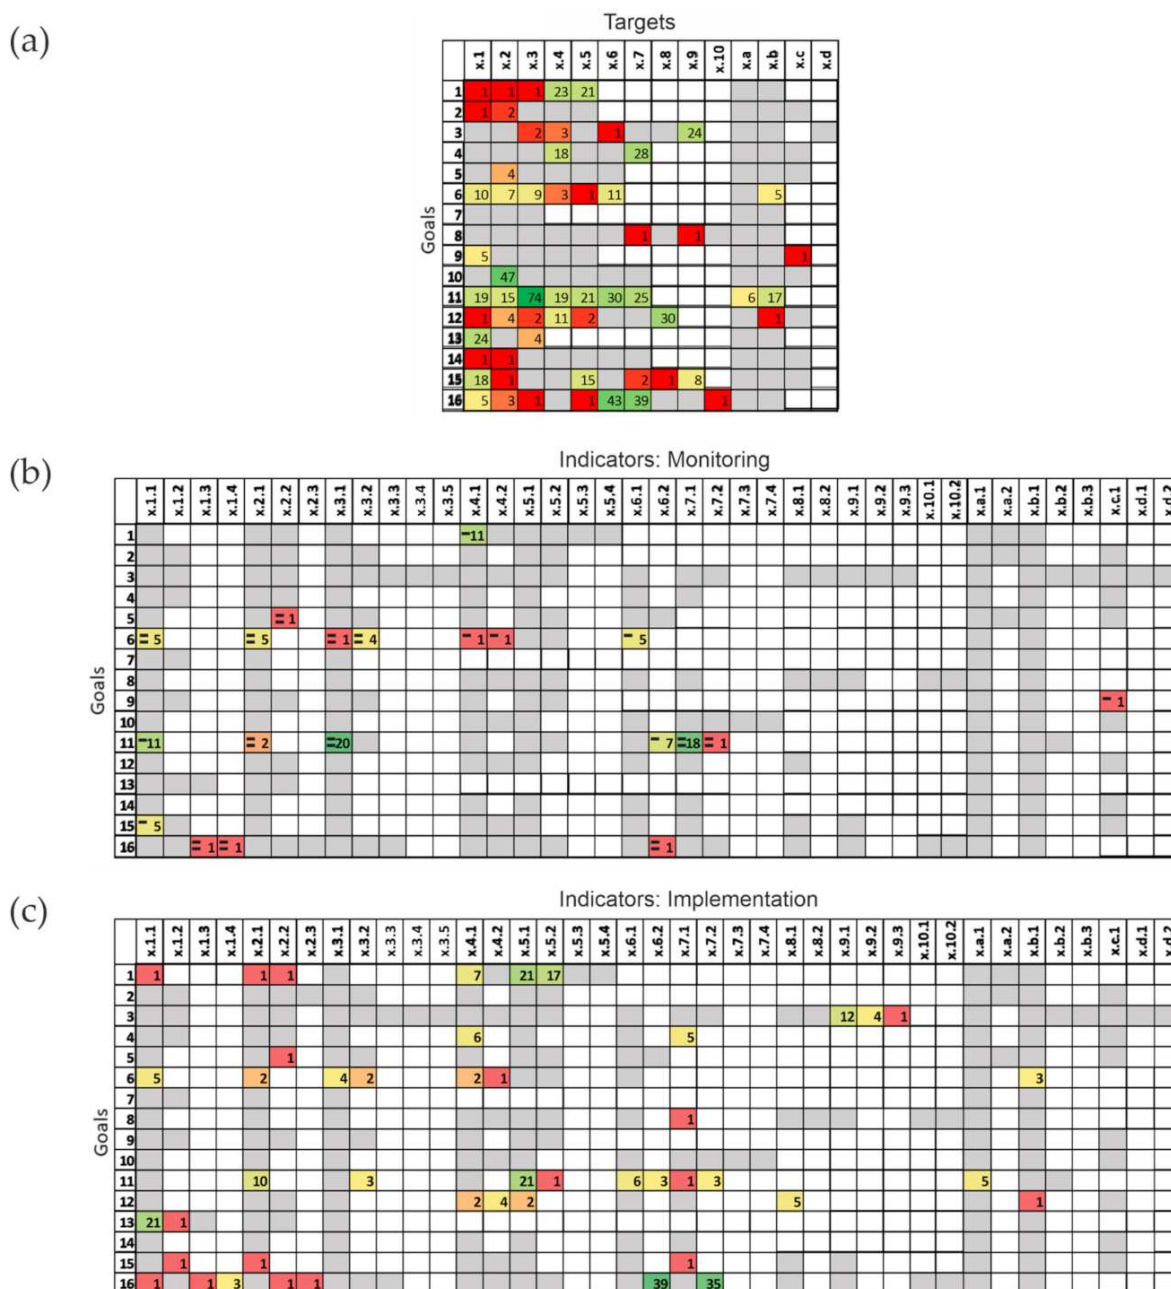 (a)
Targets
x.1 x.2 x.3 x.4 x.5 x.6 x.7 x.8 x.9 x.10 x.a x.b x.c x.d
Goals
1 1 1 1 23 21
2 1 2
3 2 3 1 24
4 18 28
5 4
6 10 7 9 3 1 11 5
7
8 1 1
9 5 1
10 47
11 19 15 74 19 21 30 25 6 17
12 1 4 2 11 2 30 1
13 24 4
14 1 1
15 18 1 15 2 1 8
16 5 3 1 1 43 39 1
(b)
Indicators: Monitoring
x.1.1 x.1.2 x.1.3 x.1.4 x.2.1 x.2.2 x.2.3 x.3.1 x.3.2 x.3.3 x.3.4 x.3.5 x.4.1 x.4.2 x.5.1 x.5.2 x.5.3 x.5.4 x.6.1 x.6.2 x.7.1 x.7.2 x.7.3 x.7.4 x.8.1 x.8.2 x.9.1 x.9.2 x.9.3 x.10.1 x.10.2 x.a.1 x.a.2 x.b.1 x.b.2 x.b.3 x.c.1 x.d.1 x.d.2
Goals
1 –11
2
3
4
5 = 1
6 = 5 = 5 = 1 = 4 – 1 – 1 – 5
7
8
9 – 1
10
11 –11 = 2 =20 – 7 =18 = 1
12
13
14
15 – 5
16 = 1 = 1 = 1
(c)
Indicators: Implementation
x.1.1 x.1.2 x.1.3 x.1.4 x.2.1 x.2.2 x.2.3 x.3.1 x.3.2 x.3.3 x.3.4 x.3.5 x.4.1 x.4.2 x.5.1 x.5.2 x.5.3 x.5.4 x.6.1 x.6.2 x.7.1 x.7.2 x.7.3 x.7.4 x.8.1 x.8.2 x.9.1 x.9.2 x.9.3 x.10.1 x.10.2 x.a.1 x.a.2 x.b.1 x.b.2 x.b.3 x.c.1 x.d.1 x.d.2
Goals
1 1 1 1 7 21 17
2
3 12 4 1
4 6 5
5 1
6 5 2 4 2 2 1 3
7
8 1
9
10
11 10 3 21 1 6 3 1 3 5
12 2 4 2 5 1
13 21 1
14
15 1 1 1
16 1 1 3 1 1 39 35